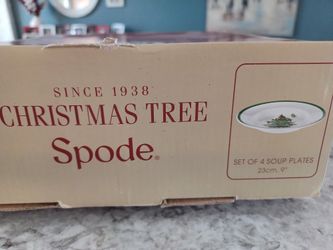 SINCE 1938
CHRISTMAS TREE
Spode®
SET OF 4 SOUP PLATES
23cm. 9"